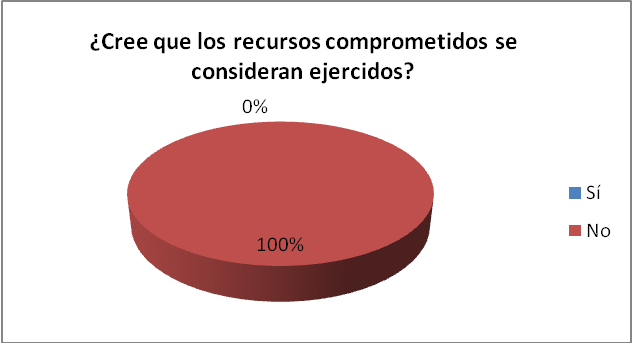 ¿Cree que los recursos comprometidos se
consideran ejercidos?
0%
100%
Sí
No